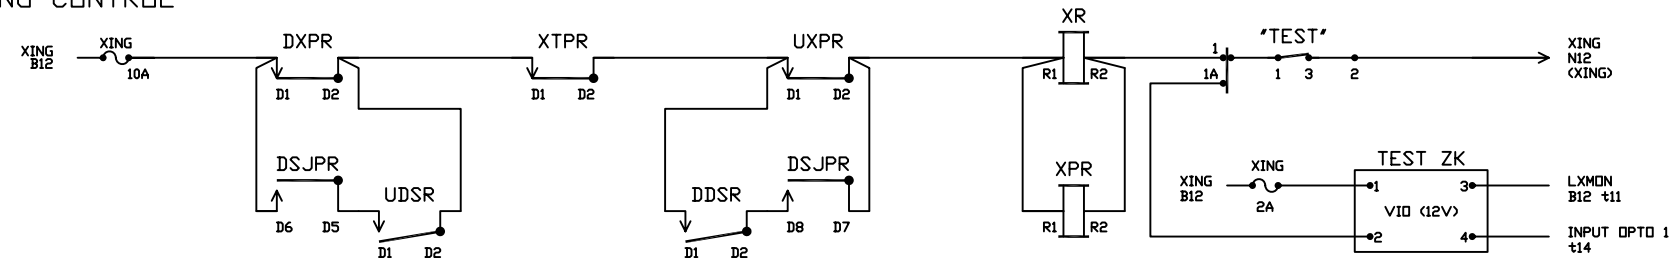 DXPR XTPR UXPR XR "TEST"
XING
B12
XING
10A
D1 D2 D1 D2 D1 D2 R1 R2
1
1A
1 3 2
XING
N12
(XING)
DSJPR
D6 D5
UDSR
D1 D2
DDSR
D1 D2
DSJPR
D8 D7
XPR
R1 R2
XING
B12
XING
2A
TEST ZK
1 3
VIO (12V)
2 4
LXMON
B12 t11
INPUT OPTO 1
t14